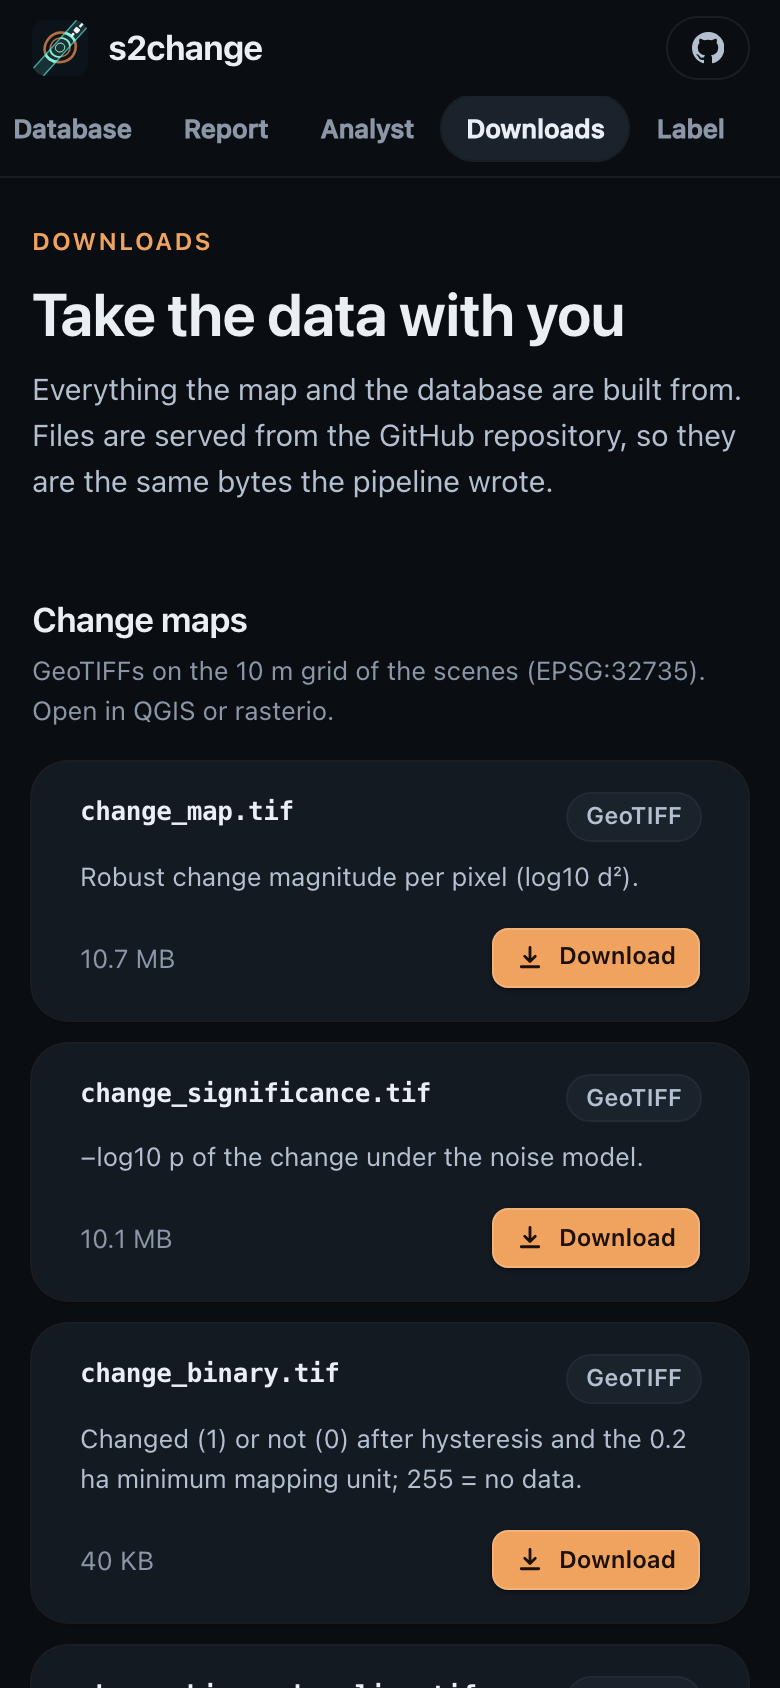 s2change
Database Report Analyst Downloads Label
DOWNLOADS
Take the data with you
Everything the map and the database are built from.
Files are served from the GitHub repository, so they
are the same bytes the pipeline wrote.
Change maps
GeoTIFFs on the 10 m grid of the scenes (EPSG:32735).
Open in QGIS or rasterio.
change_map.tif GeoTIFF
Robust change magnitude per pixel (log10 d²).
10.7 MB Download
change_significance.tif GeoTIFF
−log10 p of the change under the noise model.
10.1 MB Download
change_binary.tif GeoTIFF
Changed (1) or not (0) after hysteresis and the 0.2
ha minimum mapping unit; 255 = no data.
40 KB Download